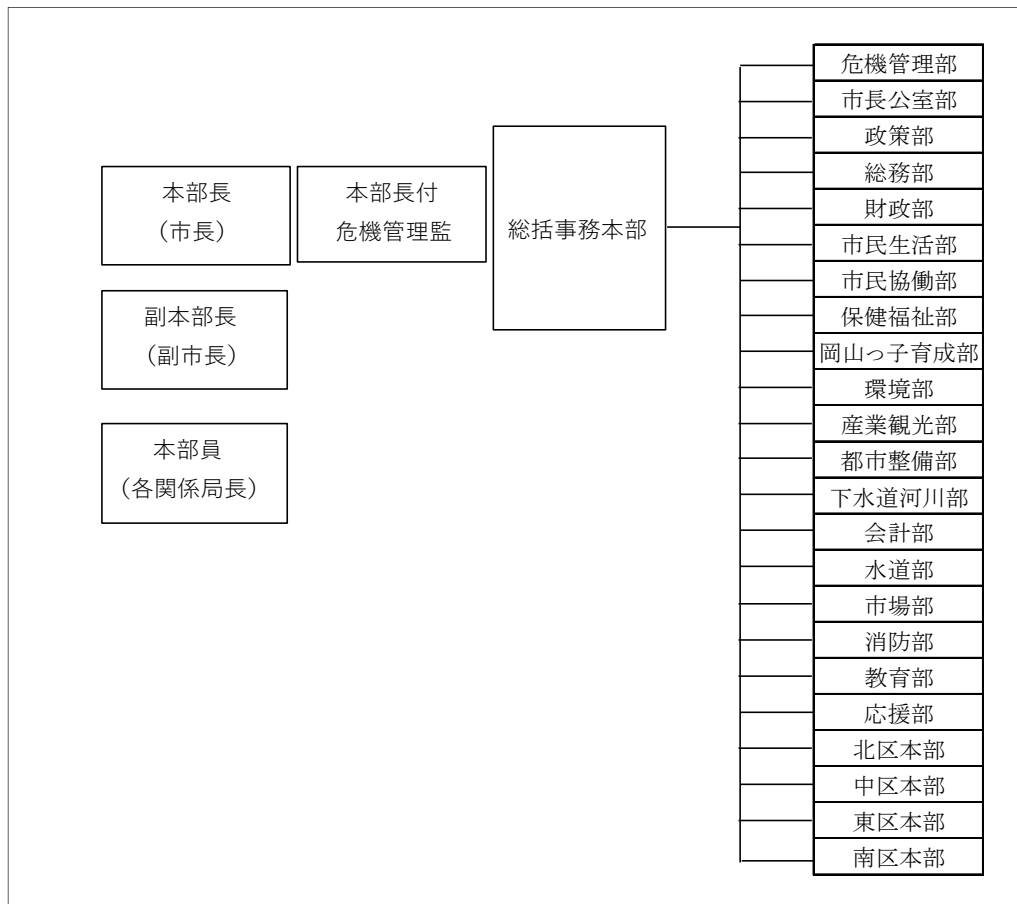 本部長
(市長)
本部長付
危機管理監
総括事務本部
副本部長
(副市長)
本部員
(各関係局長)
危機管理部
市長公室部
政策部
総務部
財政部
市民生活部
市民協働部
保健福祉部
岡山っ子育成部
環境部
産業観光部
都市整備部
下水道河川部
会計部
水道部
市場部
消防部
教育部
応援部
北区本部
中区本部
東区本部
南区本部